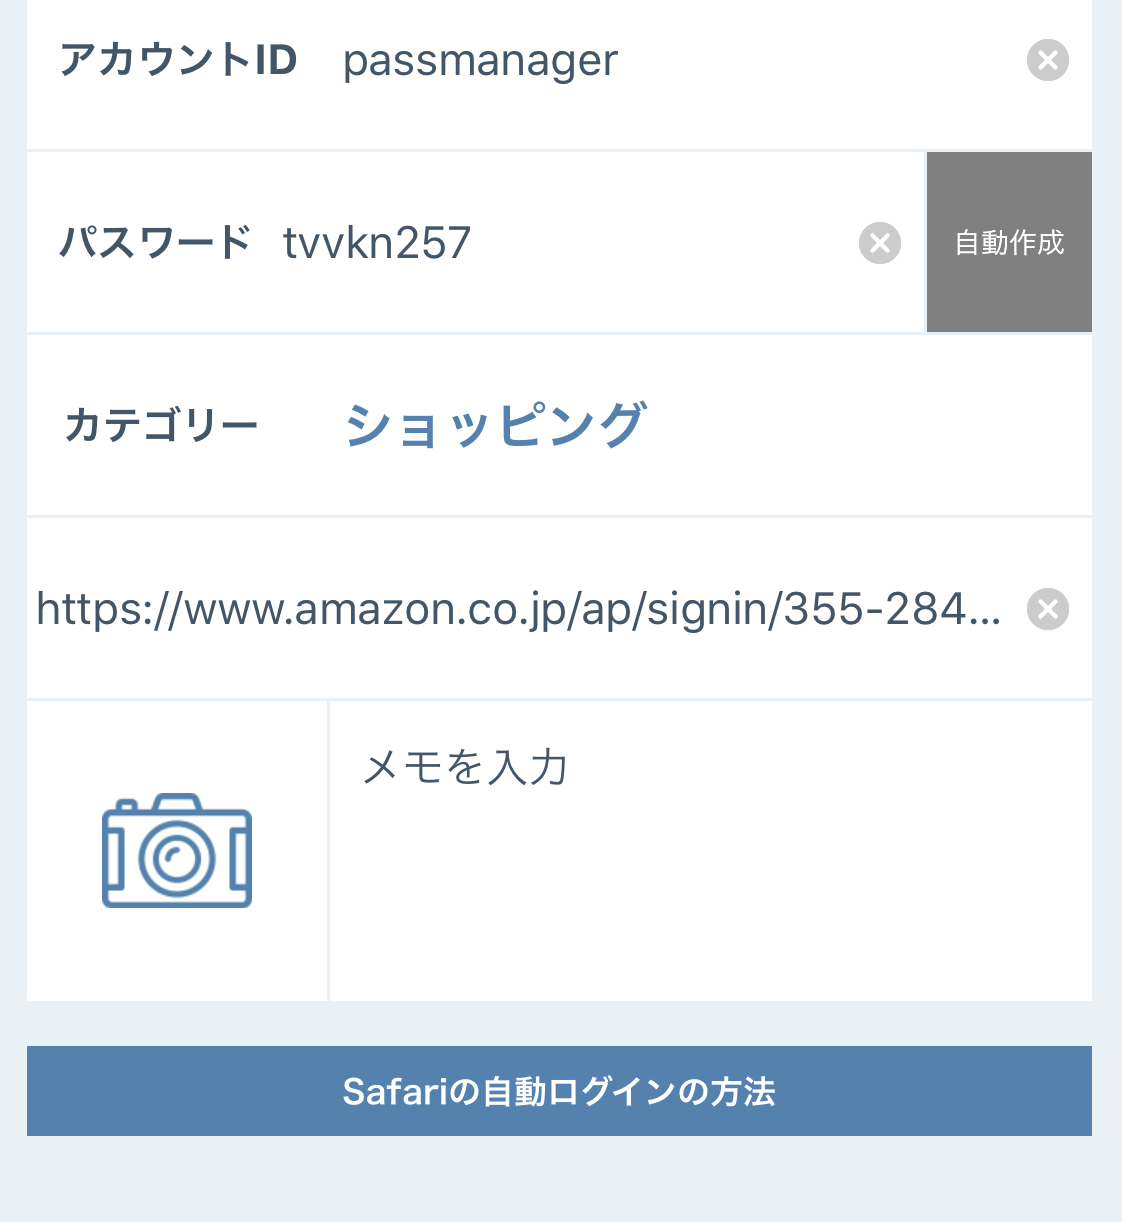 アカウントID passmanager
パスワード tvvkn257 自動作成
カテゴリー ショッピング
https://www.amazon.co.jp/ap/signin/355-284...
メモを入力
Safariの自動ログインの方法